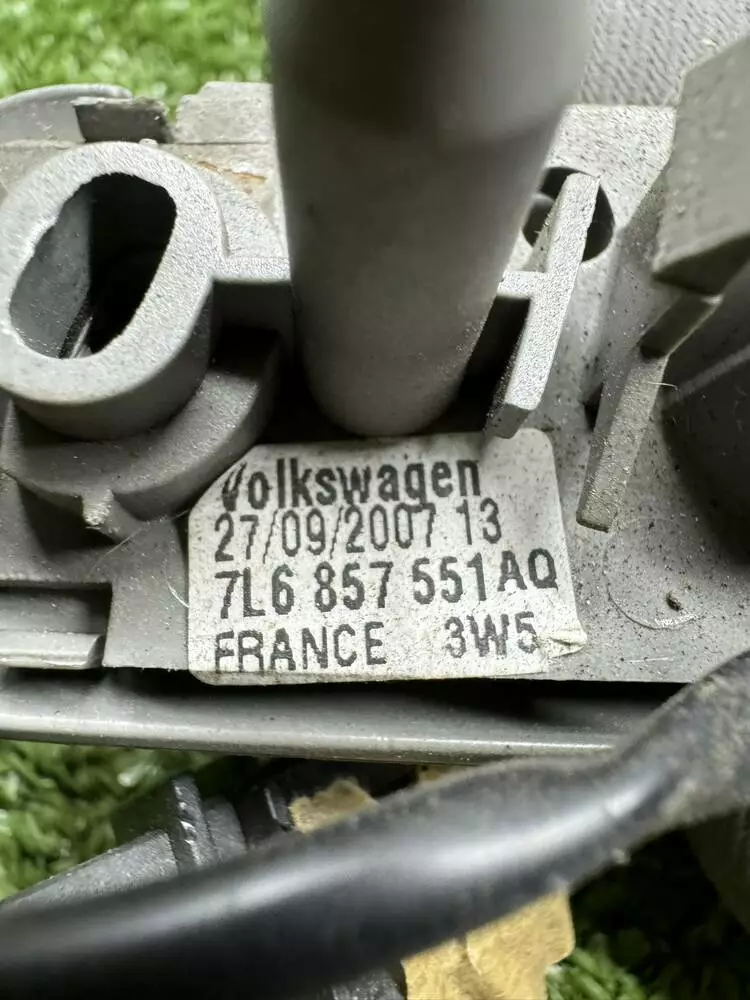 Volkswagen
27/09/2007 13
7L6 857 551AQ
FRANCE 3W5